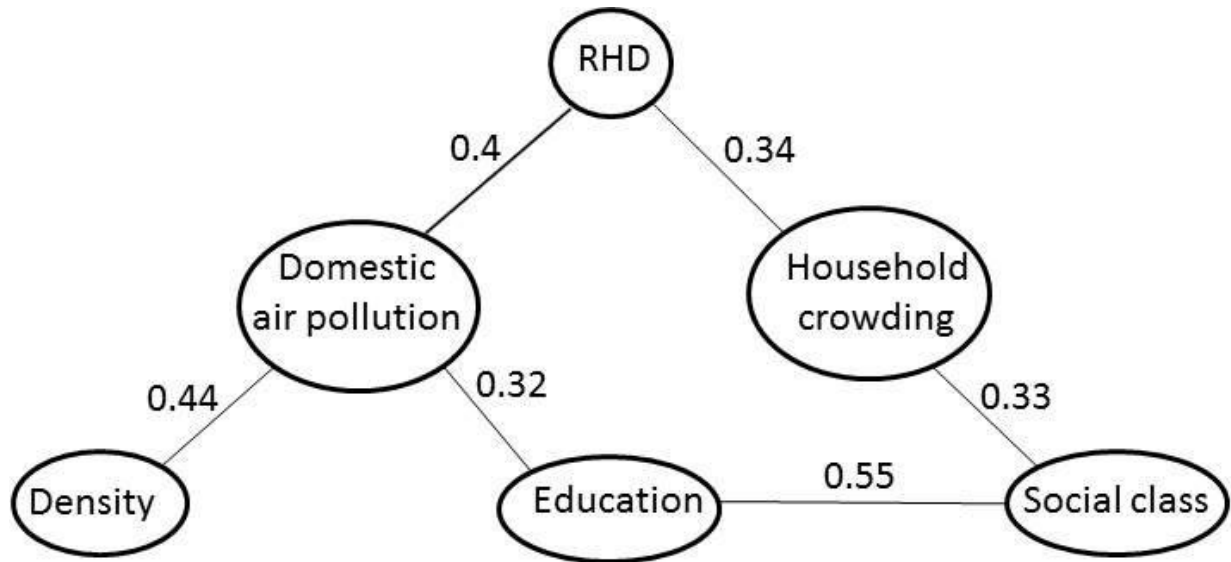 RHD
0.4
0.34
Domestic
air pollution
Household
crowding
0.44
0.32
0.33
Density
Education
0.55
Social class